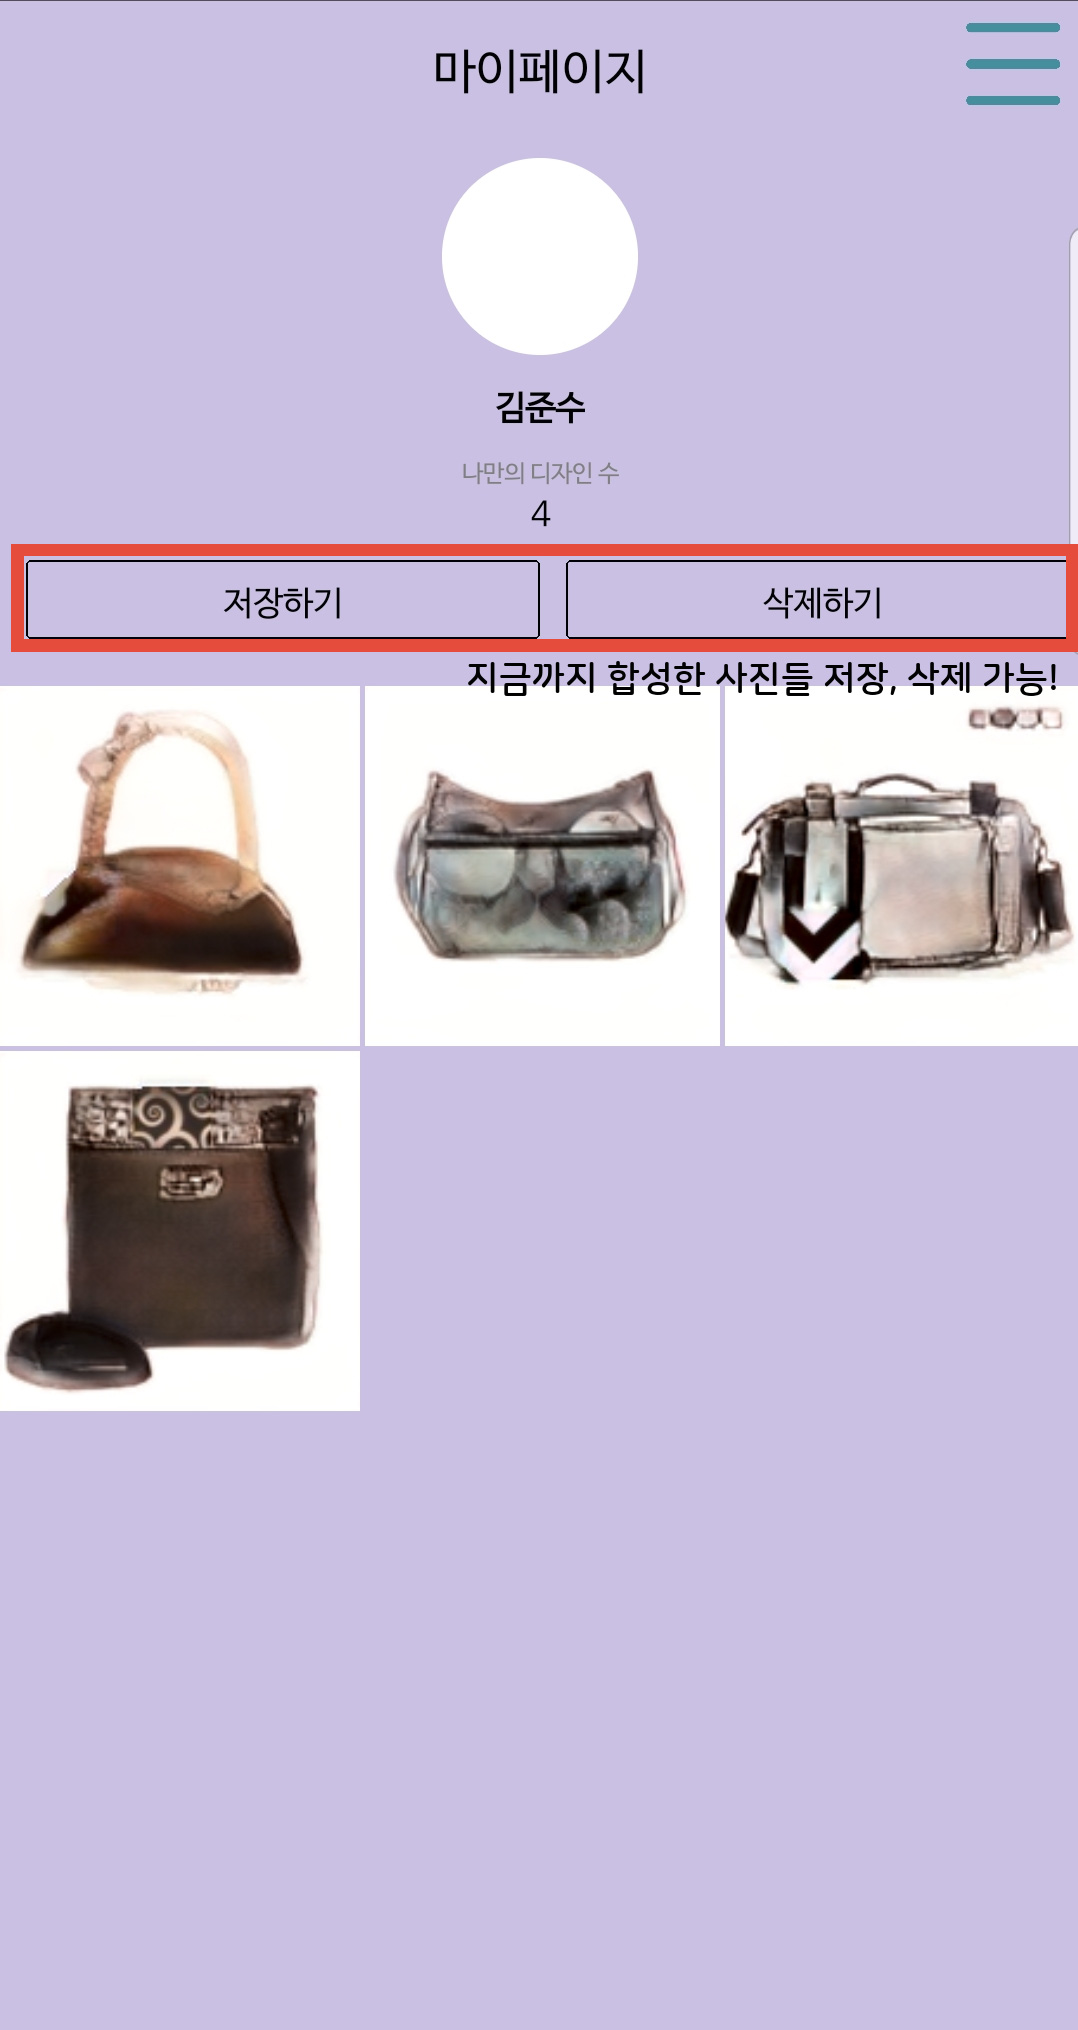 마이페이지
김준수
나만의 디자인 수
4
저장하기
삭제하기
지금까지 합성한 사진들 저장, 삭제 가능!